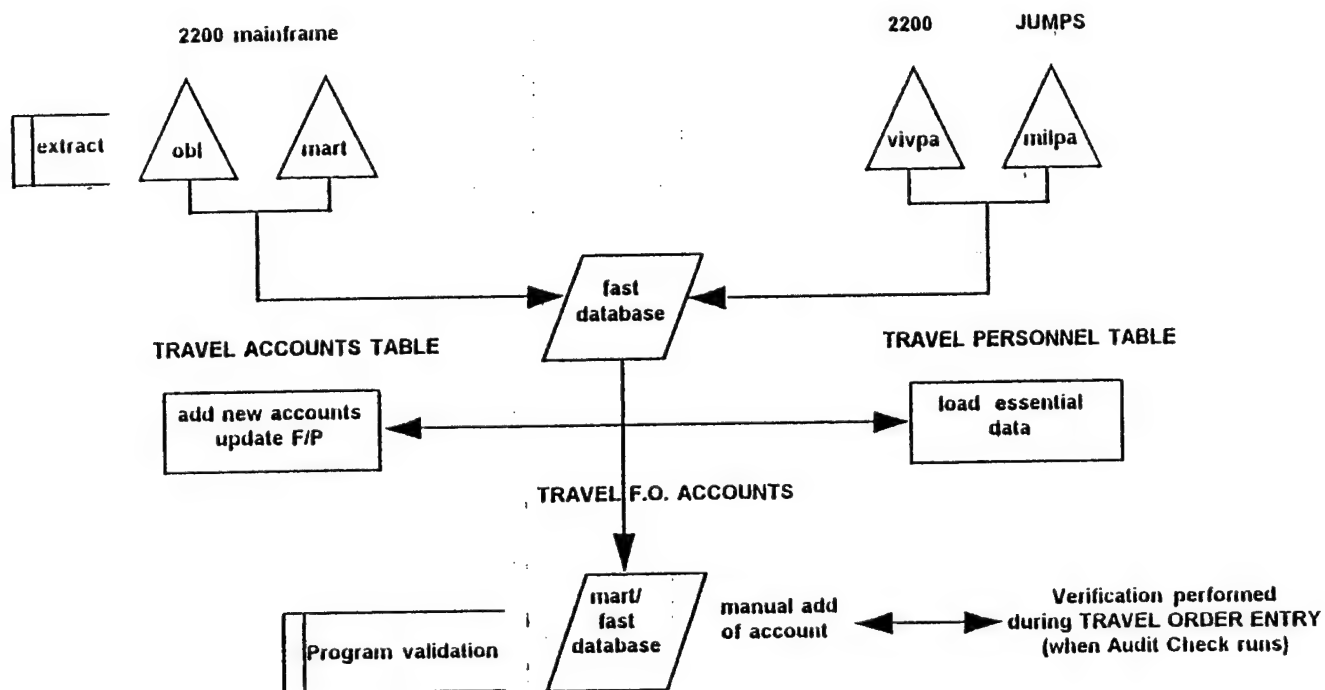 2200 mainframe
2200
JUMPS
extract
obl
mart
vivpa
milpa
fast
database
TRAVEL ACCOUNTS TABLE
TRAVEL PERSONNEL TABLE
add new accounts
update F/P
load essential
data
TRAVEL F.O. ACCOUNTS
Program validation
mart/
fast
database
manual add
of account
Verification performed
during TRAVEL ORDER ENTRY
(when Audit Check runs)